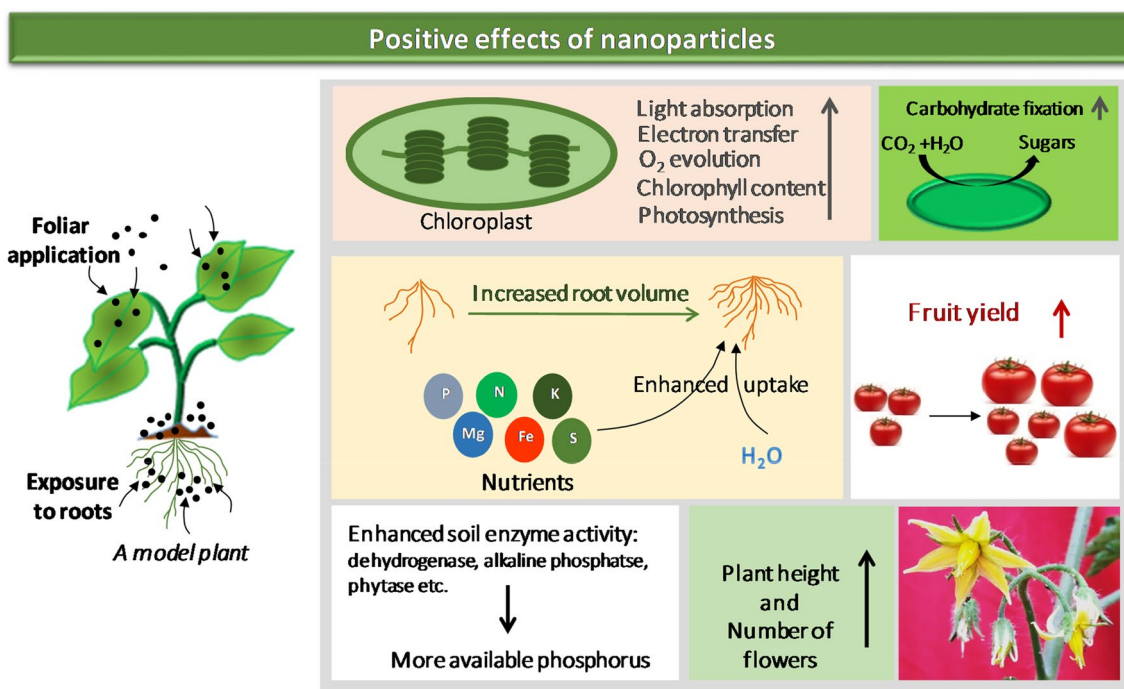 Positive effects of nanoparticles
Foliar
application
Exposure
to roots
A model plant
Chloroplast
Light absorption
Electron transfer
O₂ evolution
Chlorophyll content
Photosynthesis
Carbohydrate fixation
CO₂ +H₂O
Sugars
Increased root volume
Enhanced uptake
P
N
K
Mg
Fe
S
Nutrients
H₂O
Fruit yield
Enhanced soil enzyme activity:
dehydrogenase, alkaline phosphatse,
phytase etc.
More available phosphorus
Plant height
and
Number of
flowers